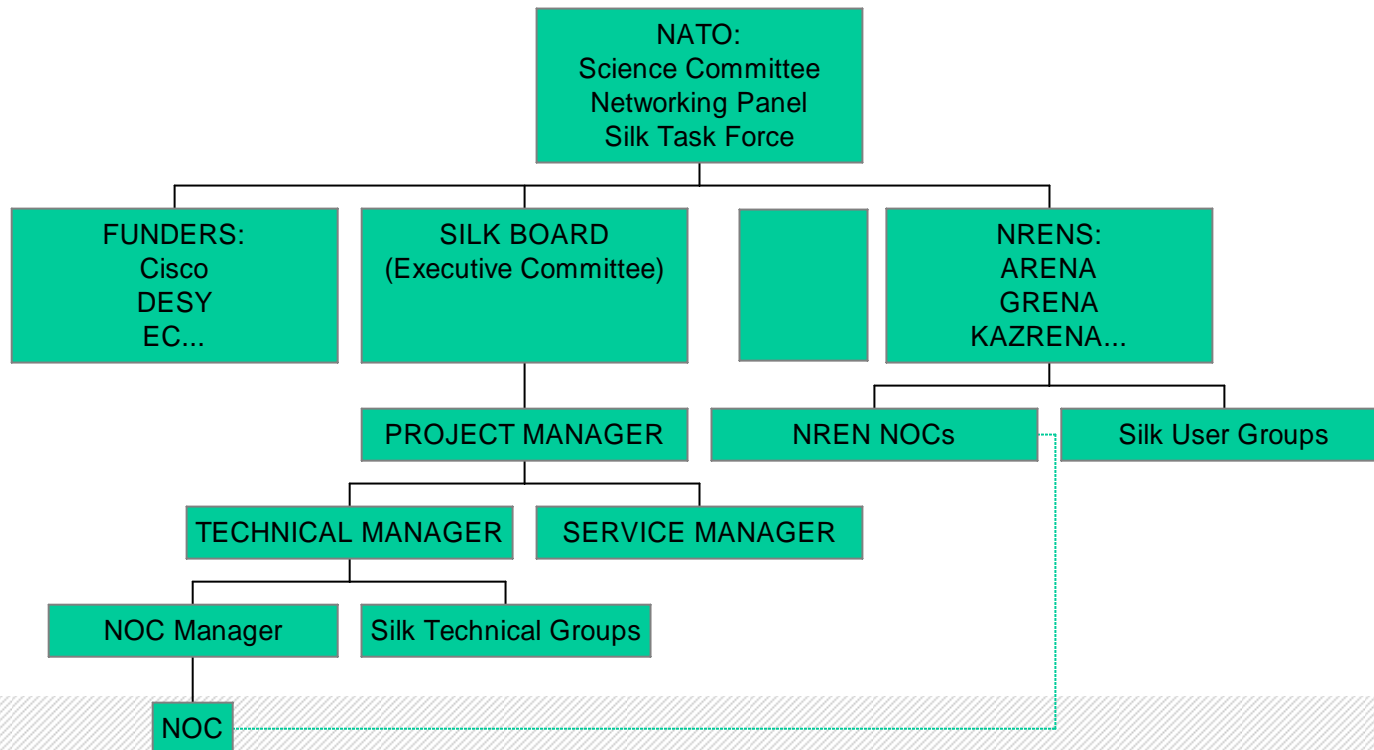 NATO:
Science Committee
Networking Panel
Silk Task Force
FUNDERS:
Cisco
DESY
EC...
SILK BOARD
(Executive Committee)
NRENS:
ARENA
GRENA
KAZRENA...
PROJECT MANAGER
NREN NOCs
Silk User Groups
TECHNICAL MANAGER
SERVICE MANAGER
NOC Manager
Silk Technical Groups
NOC